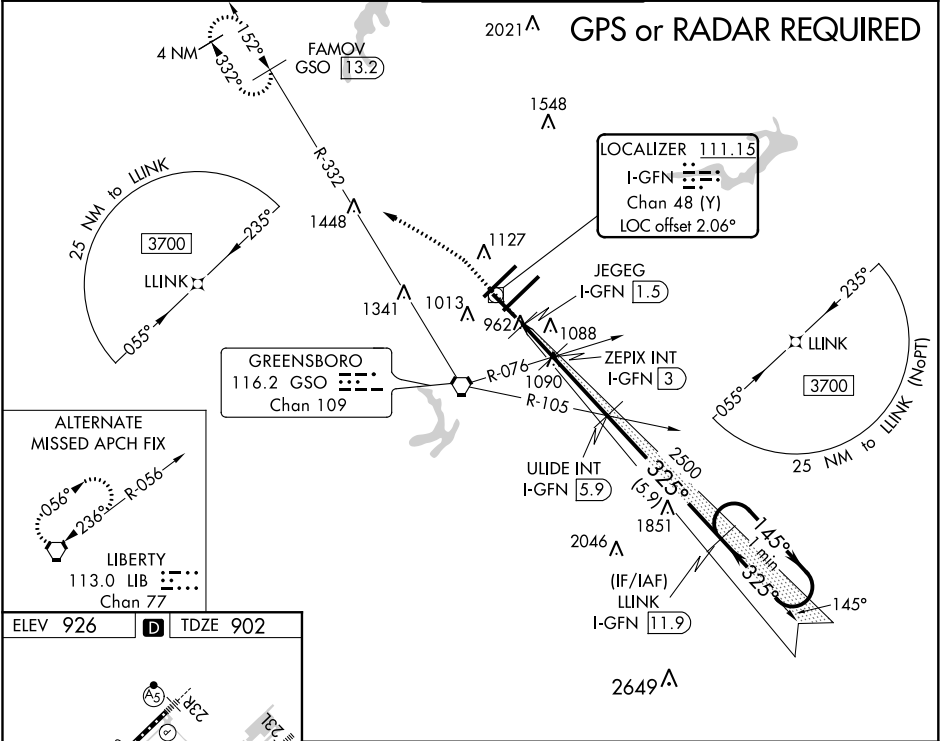 GPS or RADAR REQUIRED
2021
152°
4 NM
332°
FAMOV
GSO 13.2
1548
R-332
LOCALIZER 111.15
I-GFN
Chan 48 (Y)
LOC offset 2.06°
25 NM to LLINK
235°
3700
LLINK
055°
1448
1127
JEGEG
I-GFN 1.5
1341
1013
962
1088
235°
LLINK
3700
055°
25 NM to LLINK (NoPT)
GREENSBORO
116.2 GSO
Chan 109
R-076
1090
ZEPIX INT
I-GFN 3
R-105
ULIDE INT
I-GFN 5.9
2500
325°
(5.9)
1851
2046
145°
1 min
325°
145°
(IF/IAF)
LLINK
I-GFN 11.9
2649
ALTERNATE
MISSED APCH FIX
056°
R-056
236°
LIBERTY
113.0 LIB
Chan 77
ELEV 926
D
TDZE 902
A5
23R
23L
P